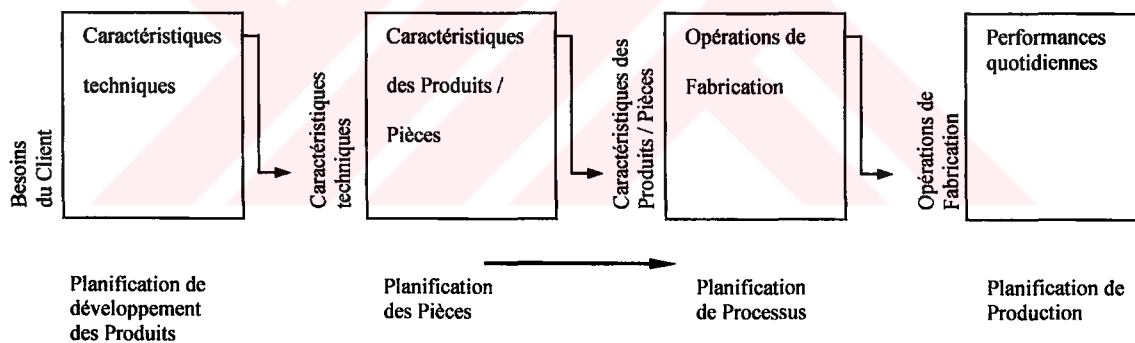 Besoins
du Client
Caractéristiques
techniques
Caractéristiques
techniques
Caractéristiques
des Produits /
Pièces
Caractéristiques des
Produits / Pièces
Opérations de
Fabrication
Opérations de
Fabrication
Performances
quotidiennes
Planification de
développement
des Produits
Planification
des Pièces
Planification
de Processus
Planification de
Production